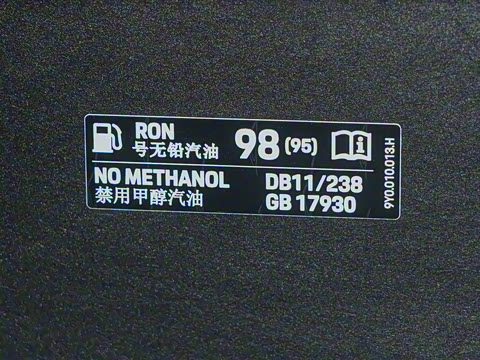 RON
号无铅汽油
98 (95)
NO METHANOL
禁用甲醇汽油
DB11/238
GB 17930
9Y0.010.013.H